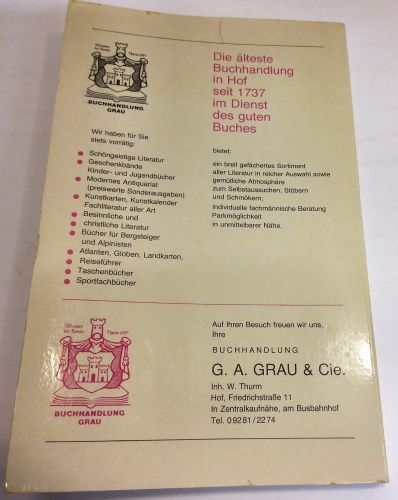 BUCHHANDLUNG
GRAU
Wir haben für Sie
stets vorrätig:
Schöngeistige Literatur
Geschenkbände
Kinder- und Jugendbücher
Modernes Antiquariat
(preiswerte Sonderausgaben)
Kunstkarten, Kunstkalender
Fachliteratur aller Art
Besinnliche und
christliche Literatur
Bücher für Bergsteiger
und Alpinisten
Atlanten, Globen, Landkarten,
Reiseführer
Taschenbücher
Sportfachbücher
Die älteste
Buchhandlung
in Hof
seit 1737
im Dienst
des guten
Buches
bietet:
ein breit gefächertes Sortiment
aller Literatur in reicher Auswahl sowie
gemütliche Atmosphäre
zum Selbstaussuchen, Stöbern
und Schmökern;
individuelle fachmännische Beratung
Parkmöglichkeit
in unmittelbarer Nähe.
BUCHHANDLUNG
GRAU
Auf Ihren Besuch freuen wir uns,
Ihre
BUCHHANDLUNG
G. A. GRAU & Cie.
Inh. W. Thurm
Hof, Friedrichstraße 11
In Zentralkaufnähe, am Busbahnhof
Tel. 09281/2274